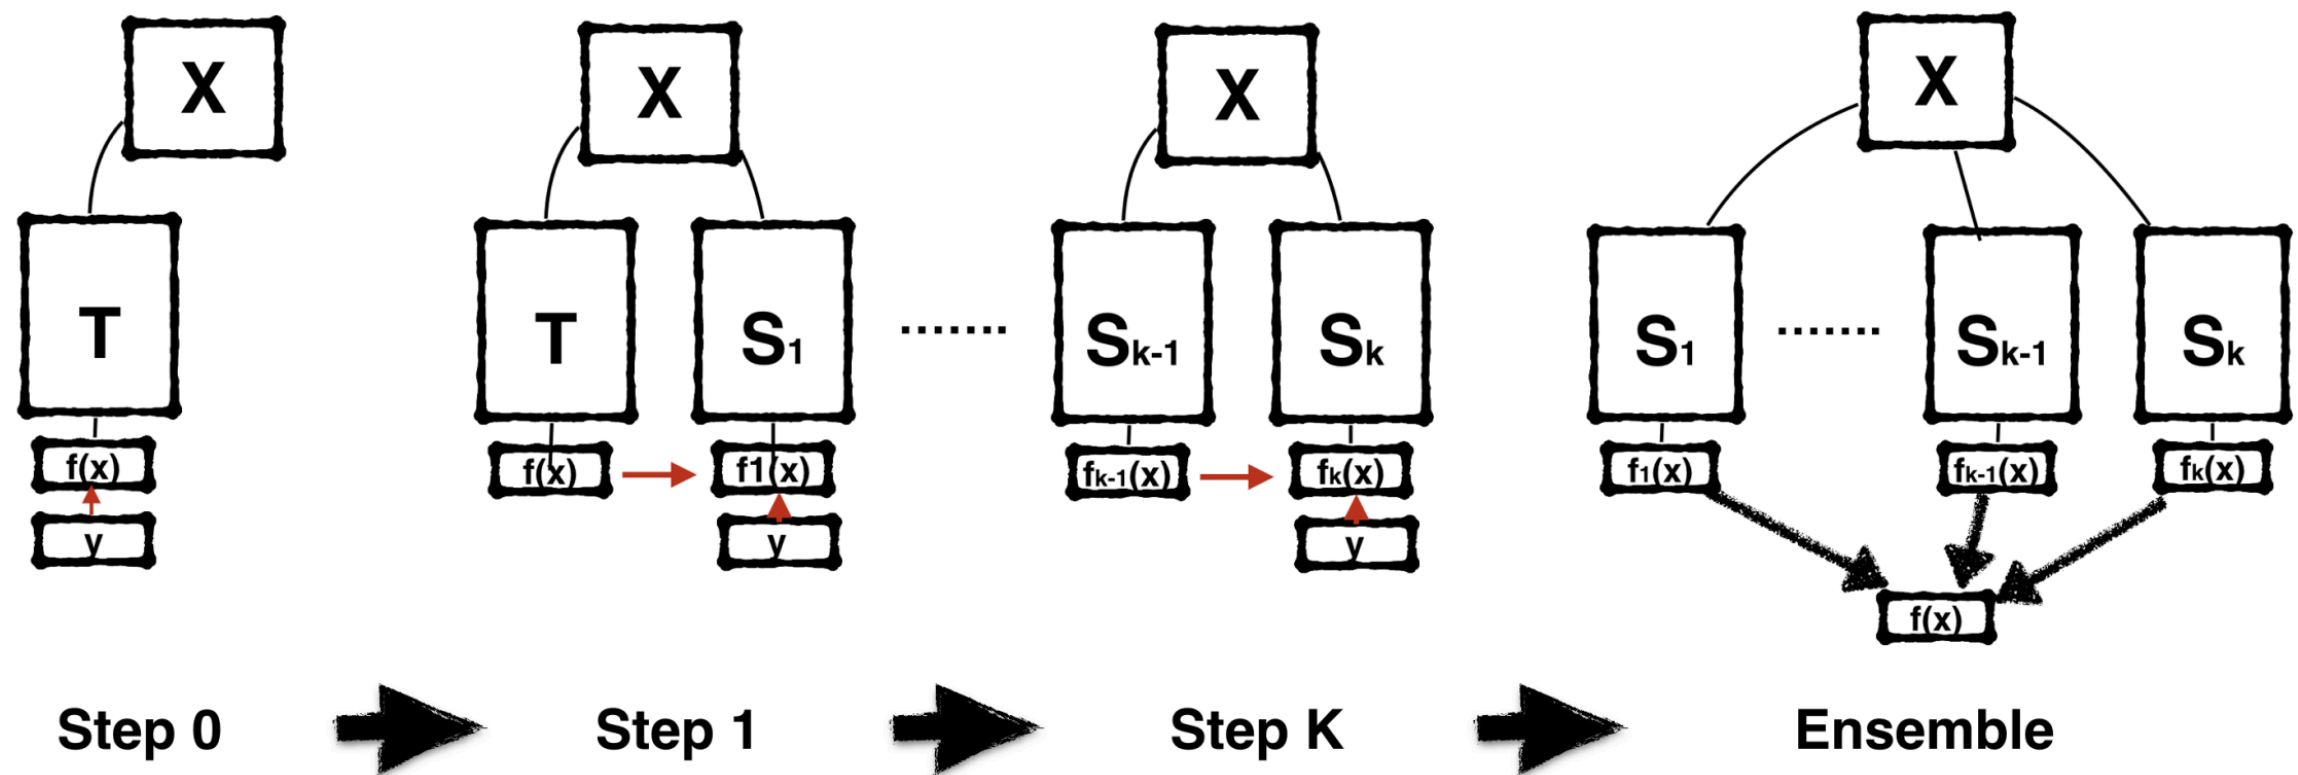 X
X
X
X
T
T
S1
.......
Sk-1
Sk
S1
.......
Sk-1
Sk
f(x)
f(x)
f1(x)
fk-1(x)
fk(x)
f1(x)
fk-1(x)
fk(x)
y
y
y
f(x)
Step 0
Step 1
Step K
Ensemble